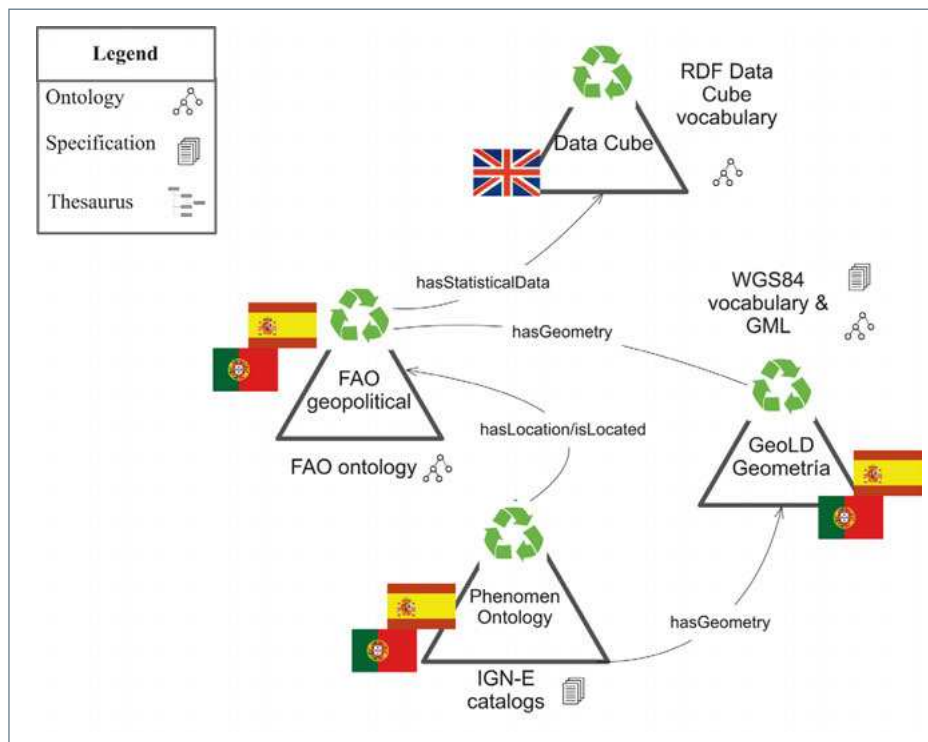 Legend
Ontology
Specification
Thesaurus
RDF Data
Cube
vocabulary
Data Cube
hasStatisticalData
WGS84
vocabulary &
GML
hasGeometry
FAO
geopolitical
hasLocation/isLocated
GeoLD
Geometría
FAO ontology
Phenomen
Ontology
hasGeometry
IGN-E
catalogs